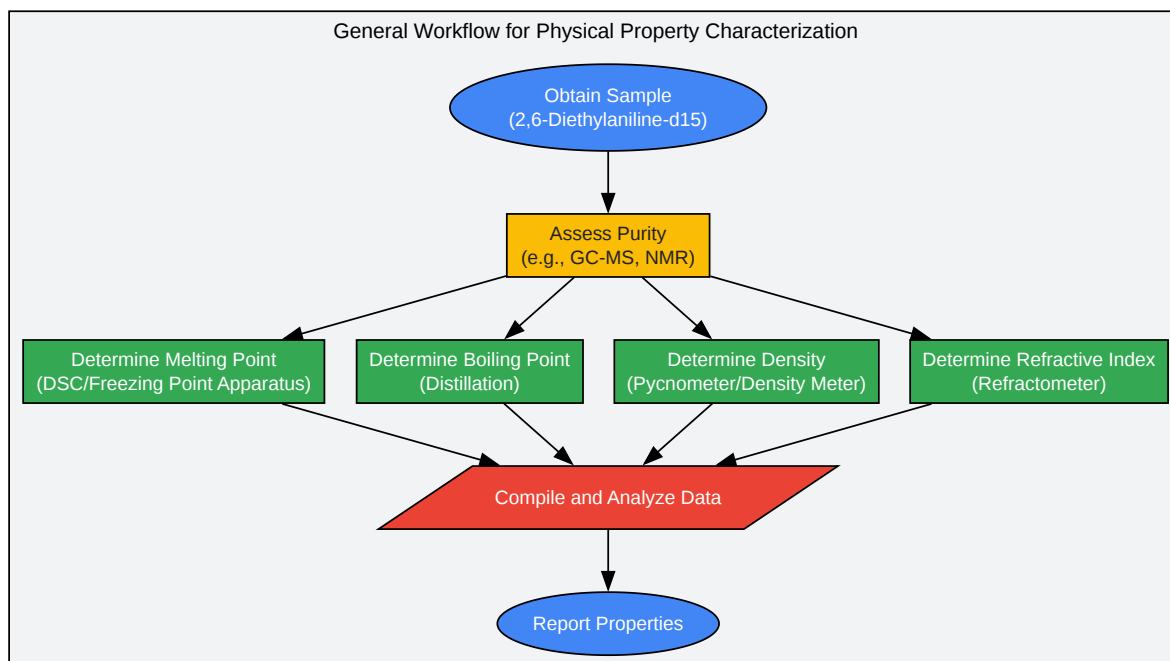 General Workflow for Physical Property Characterization
Obtain Sample
(2,6-Diethylaniline-d15)
Assess Purity
(e.g., GC-MS, NMR)
Determine Melting Point
(DSC/Freezing Point Apparatus)
Determine Boiling Point
(Distillation)
Determine Density
(Pycnometer/Density Meter)
Determine Refractive Index
(Refractometer)
Compile and Analyze Data
Report Properties